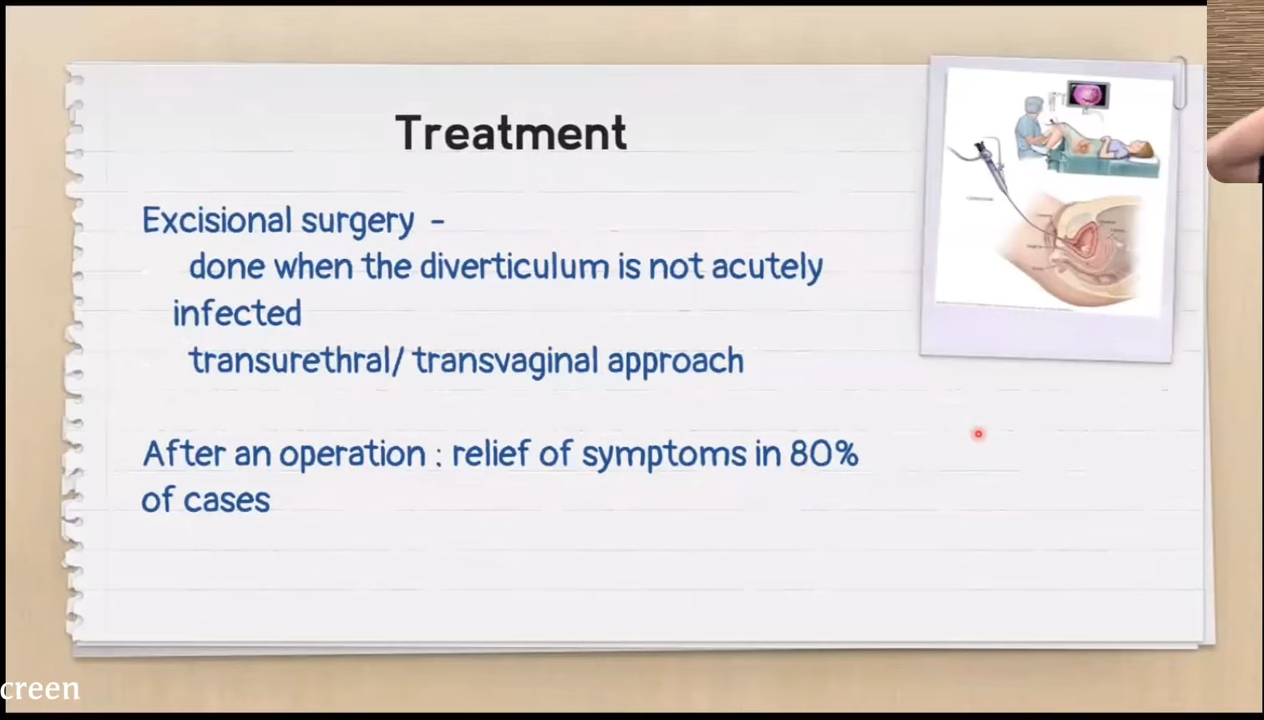 Treatment
Excisional surgery -
done when the diverticulum is not acutely
infected
transurethral/ transvaginal approach
After an operation : relief of symptoms in 80%
of cases
creen